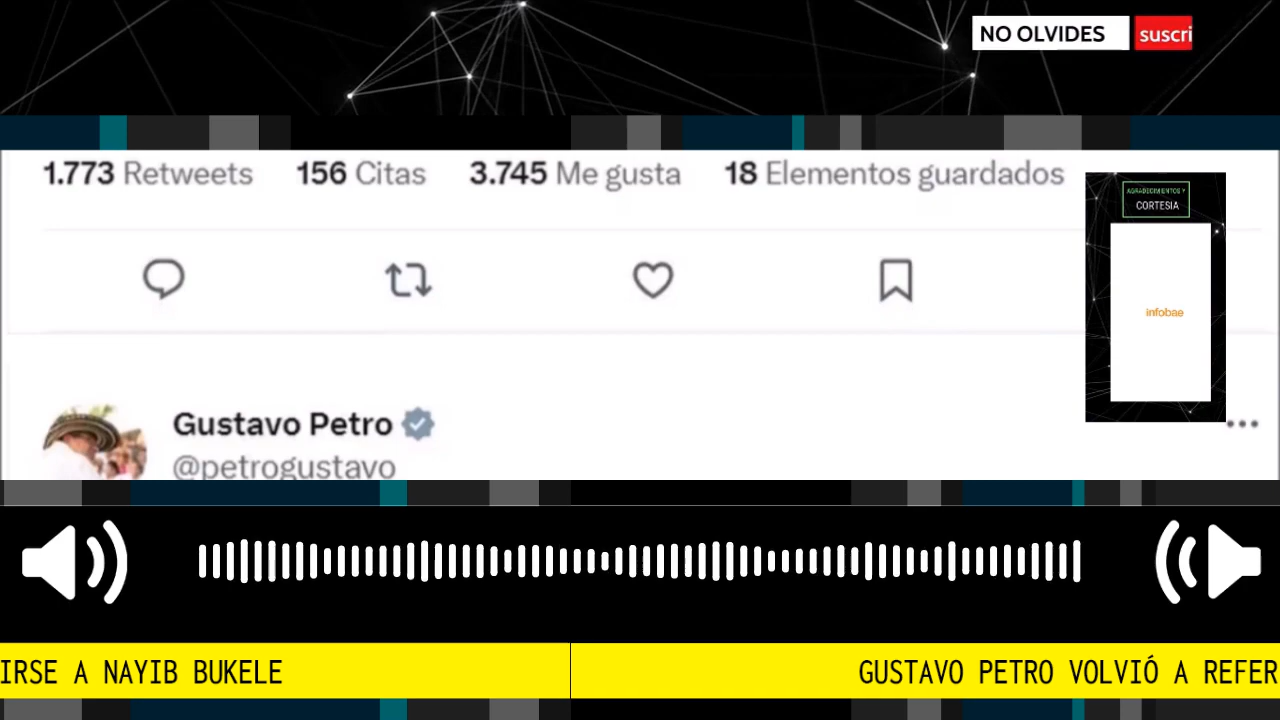 NO OLVIDES suscri
1.773 Retweets 156 Citas 3.745 Me gusta 18 Elementos guardados
AGRADECIMIENTOS Y
CORTESIA
infobae
Gustavo Petro
@petrogustavo
IRSE A NAYIB BUKELE GUSTAVO PETRO VOLVIÓ A REFER